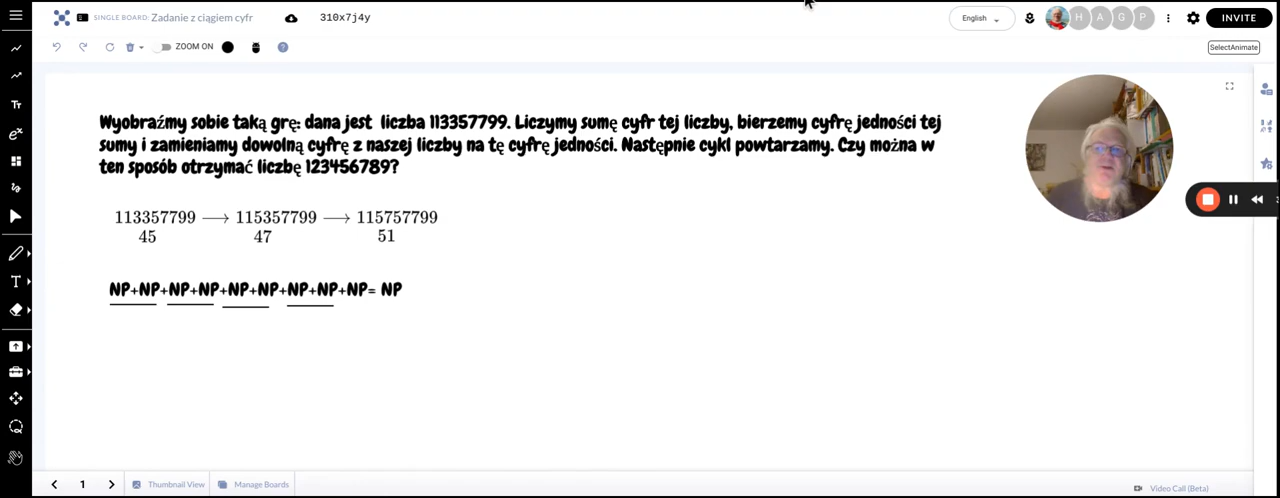 SINGLE BOARD: Zadanie z ciągiem cyfr
310x7j4y
English
H A G P
INVITE
ZOOM ON
SelectAnimate
Wyobraźmy sobie taką grę: dana jest liczba 113357799. Liczymy sumę cyfr tej liczby, bierzemy cyfrę jedności tej
sumy i zamieniamy dowolną cyfrę z naszej liczby na tę cyfrę jedności. Następnie cykl powtarzamy. Czy można w
ten sposób otrzymać liczbę 123456789?
113357799 ⟶ 115357799 ⟶ 115757799
45 47 51
NP+NP+NP+NP+NP+NP+NP+NP+NP= NP
1
Thumbnail View
Manage Boards
Video Call (Beta)